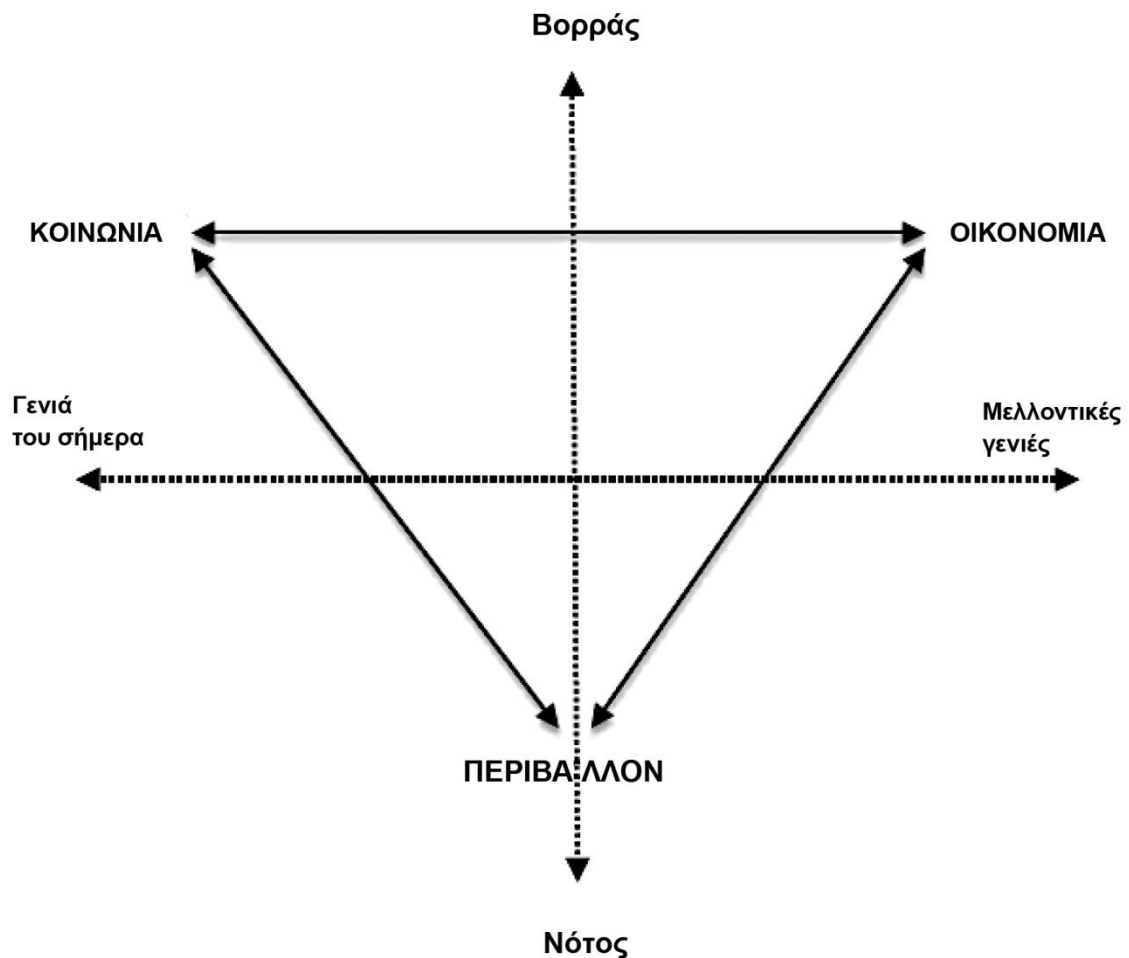 Βορράς
ΚΟΙΝΩΝΙΑ
ΟΙΚΟΝΟΜΙΑ
Γενιά
του σήμερα
Μελλοντικές
γενιές
ΠΕΡΙΒΑΛΛΟΝ
Νότος